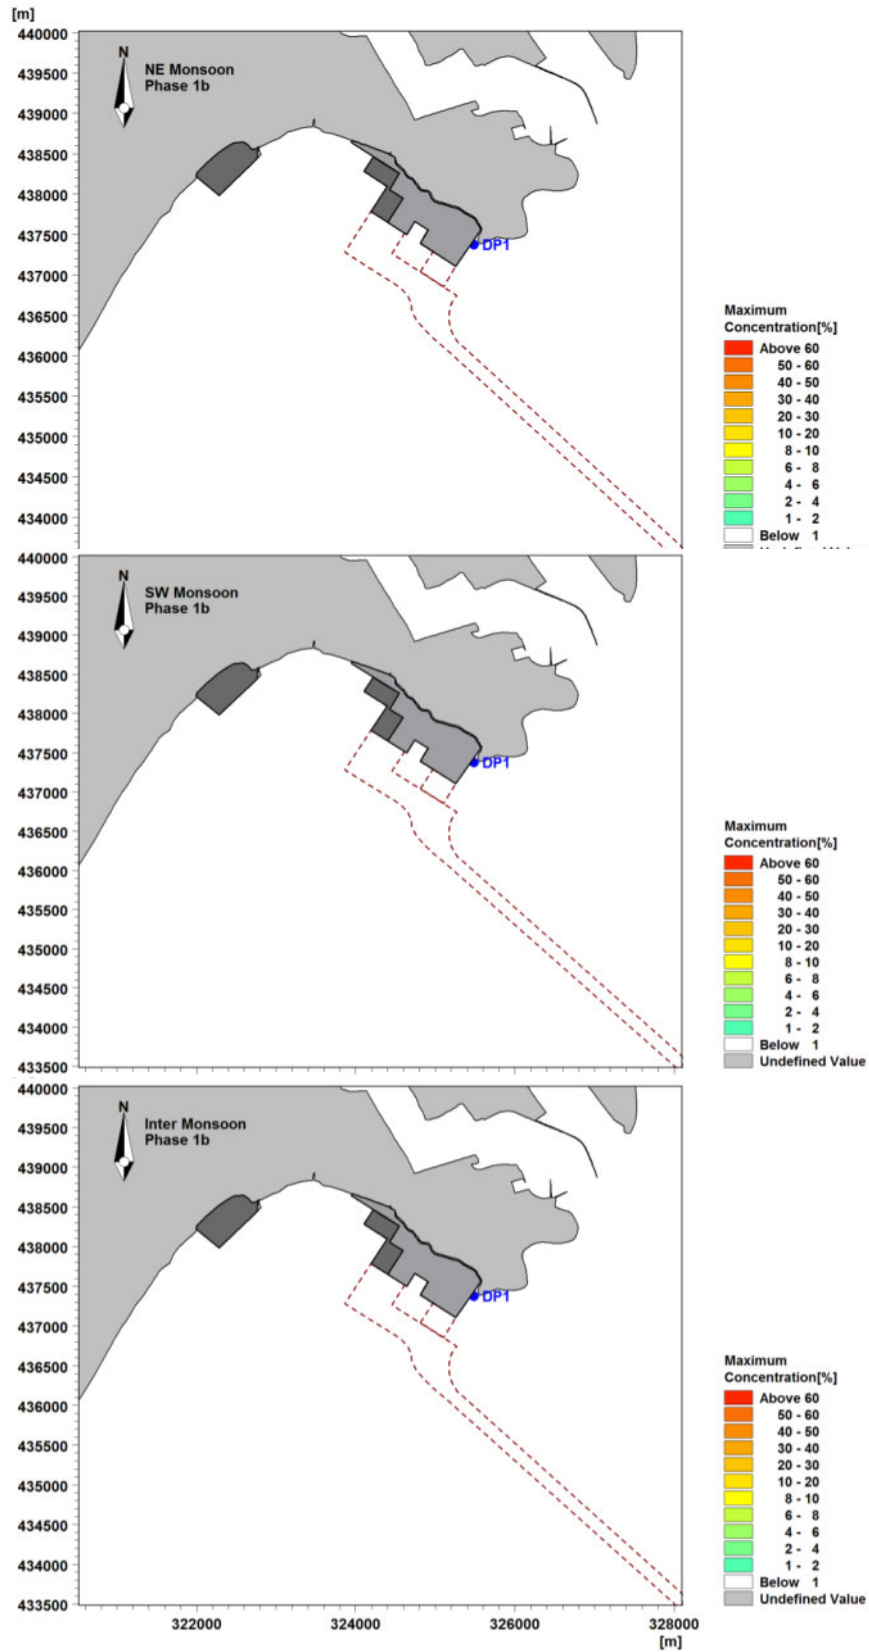 [m]
440000
439500
439000
438500
438000
437500
437000
436500
436000
435500
435000
434500
434000
N
NE Monsoon
Phase 1b
DP1
Maximum
Concentration[%]
Above 60
50 - 60
40 - 50
30 - 40
20 - 30
10 - 20
8 - 10
6 - 8
4 - 6
2 - 4
1 - 2
Below 1
Undefined Value
440000
439500
439000
438500
438000
437500
437000
436500
436000
435500
435000
434500
434000
433500
N
SW Monsoon
Phase 1b
DP1
Maximum
Concentration[%]
Above 60
50 - 60
40 - 50
30 - 40
20 - 30
10 - 20
8 - 10
6 - 8
4 - 6
2 - 4
1 - 2
Below 1
Undefined Value
440000
439500
439000
438500
438000
437500
437000
436500
436000
435500
435000
434500
434000
433500
N
Inter Monsoon
Phase 1b
DP1
Maximum
Concentration[%]
Above 60
50 - 60
40 - 50
30 - 40
20 - 30
10 - 20
8 - 10
6 - 8
4 - 6
2 - 4
1 - 2
Below 1
Undefined Value
322000 324000 326000 328000
[m]